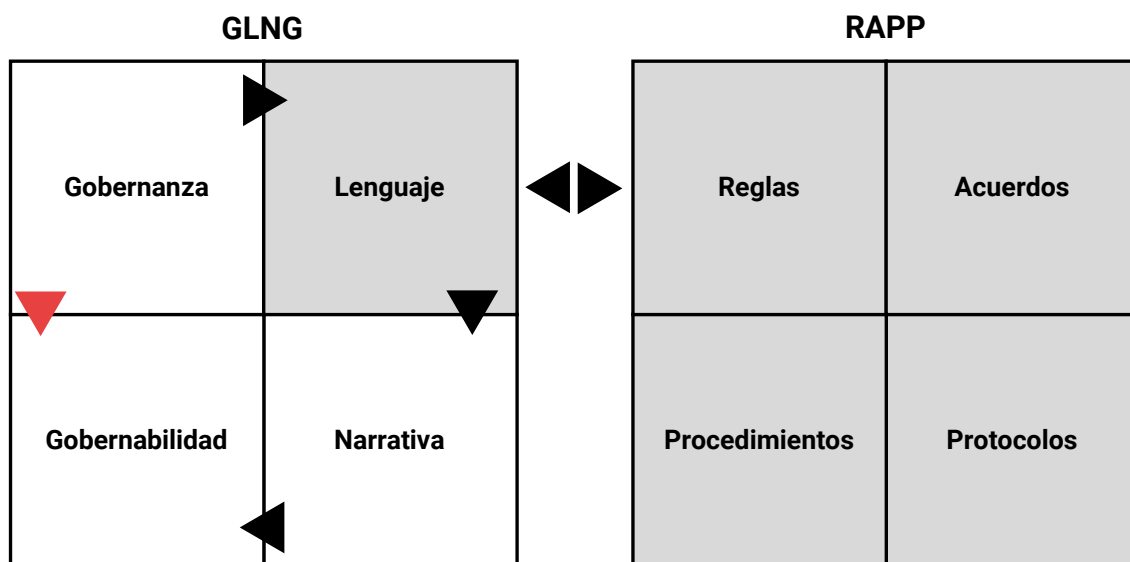 GLNG
RAPP
Gobernanza
Lenguaje
Reglas
Acuerdos
Gobernabilidad
Narrativa
Procedimientos
Protocolos